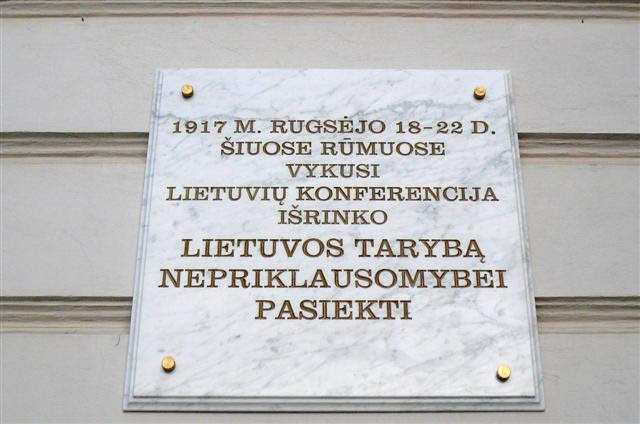 1917 M. RUGSĖJO 18-22 D.
ŠIUOSE RŪMUOSE
VYKUSI
LIETUVIŲ KONFERENCIJA
IŠRINKO
LIETUVOS TARYBĄ
NEPRIKLAUSOMYBEI
PASIEKTI